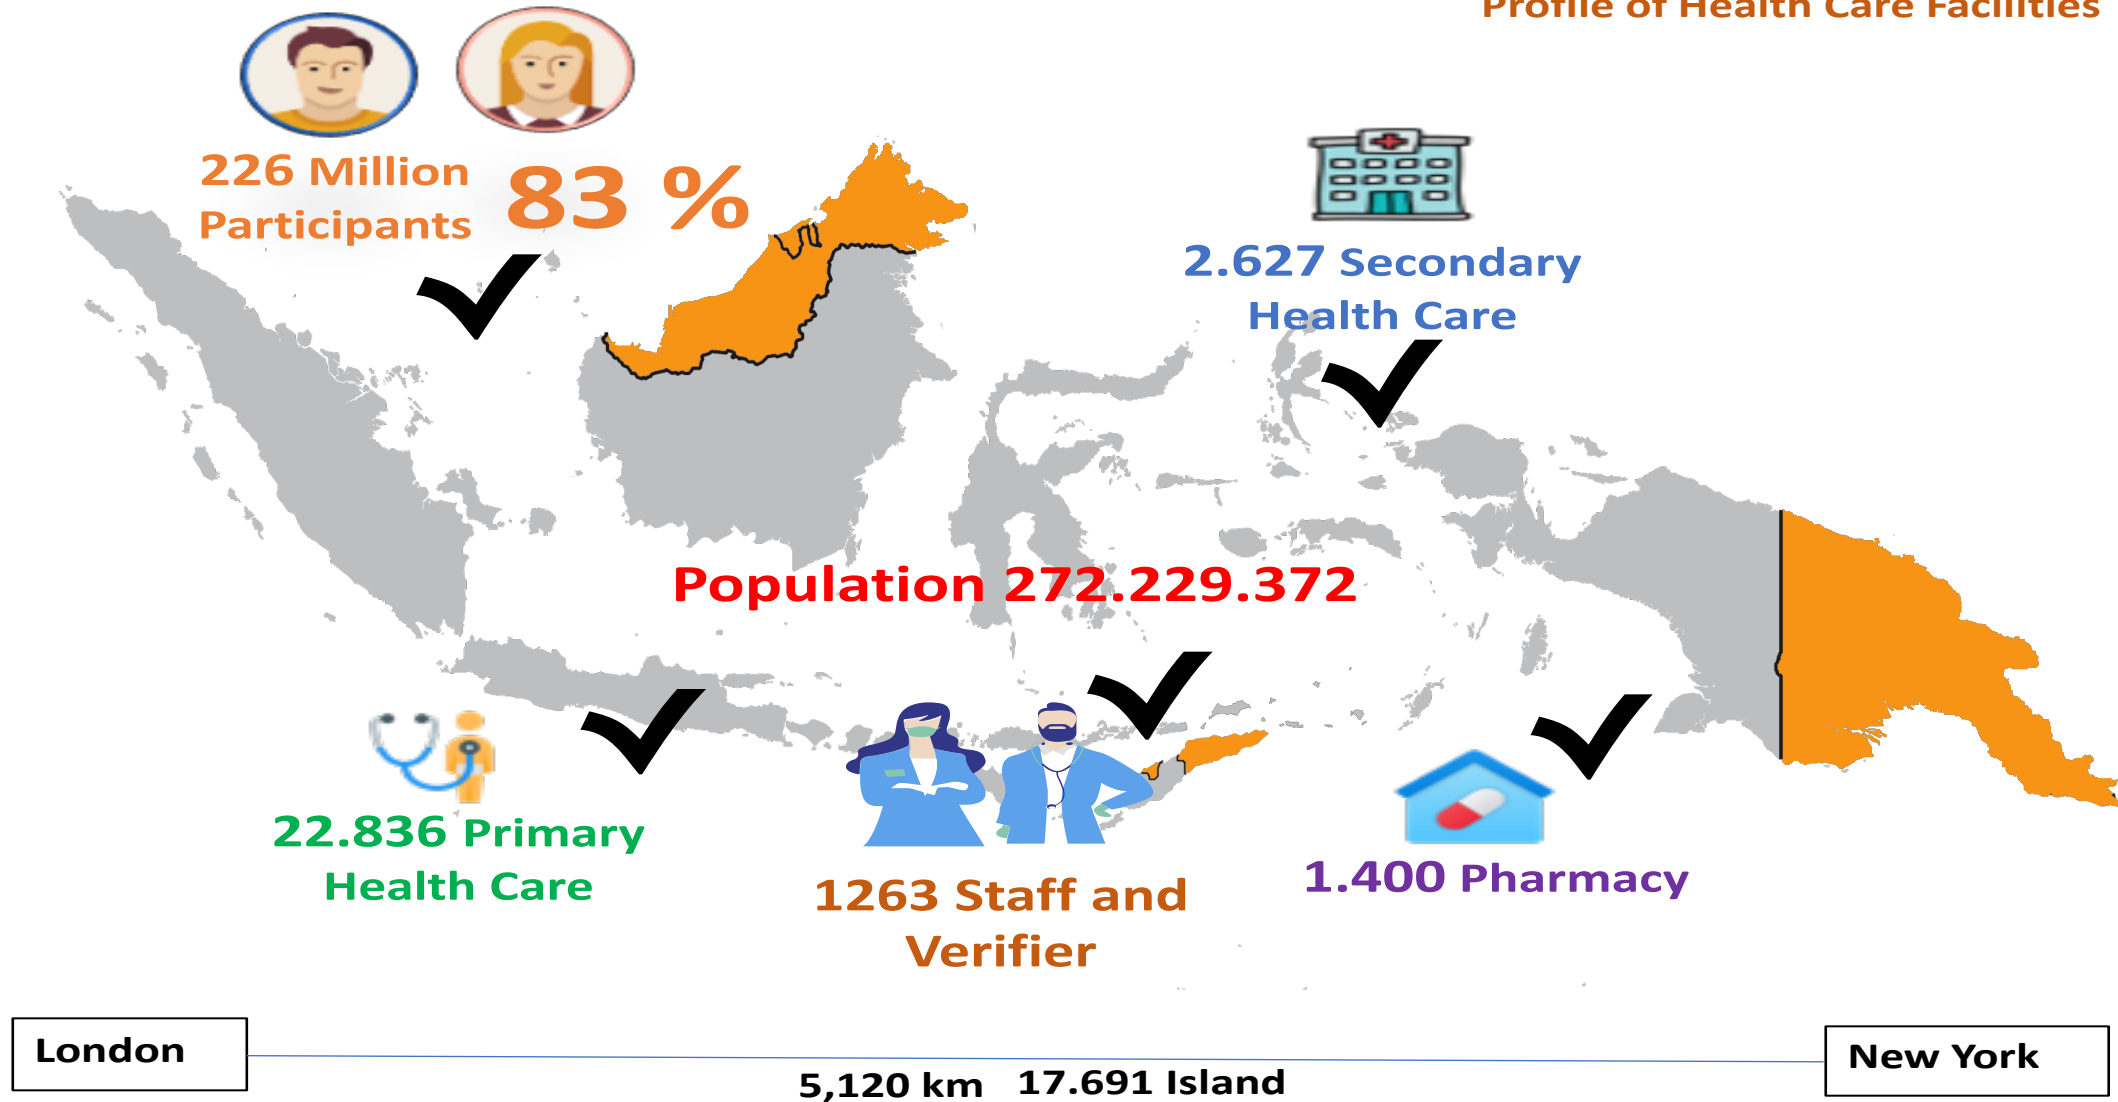 Profile of Health Care Facilities
226 Million
Participants
83 %
2.627 Secondary
Health Care
Population 272.229.372
22.836 Primary
Health Care
1263 Staff and
Verifier
1.400 Pharmacy
London
New York
5,120 km
17.691 Island